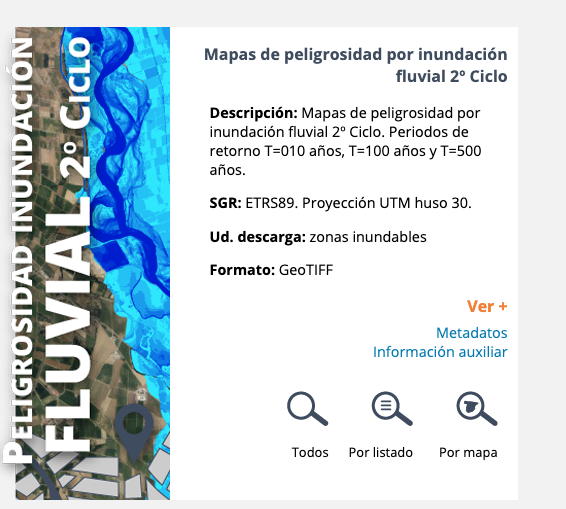 PELIGROSIDAD INUNDACIÓN
FLUVIAL 2º CICLO
Mapas de peligrosidad por inundación
fluvial 2º Ciclo
Descripción: Mapas de peligrosidad por
inundación fluvial 2º Ciclo. Periodos de
retorno T=010 años, T=100 años y T=500
años.
SGR: ETRS89. Proyección UTM huso 30.
Ud. descarga: zonas inundables
Formato: GeoTIFF
Ver +
Metadatos
Información auxiliar
Todos Por listado Por mapa